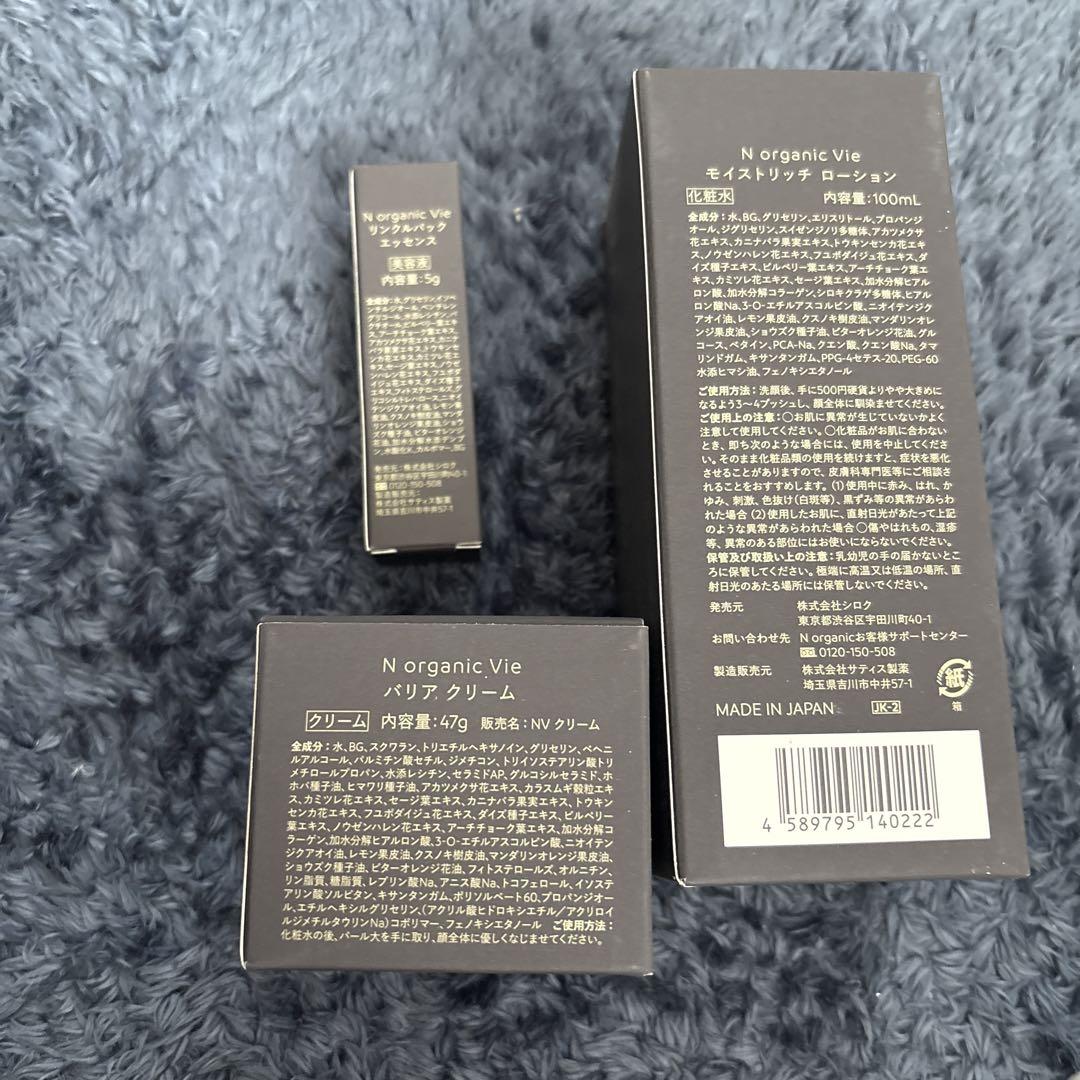 N organic Vie
リンクルパック
エッセンス
美容液
内容量:5g
発売元:株式会社シロク
東京都渋谷区宇田川町40-1
0120-150-508
製造販売元:
株式会社サティス製薬
埼玉県吉川市中井57-1
N organic Vie
モイストリッチ ローション
化粧水 内容量:100mL
全成分:水、BG、グリセリン、エリスリトール、プロパンジ
オール、ジグリセリン、スイゼンジノリ多糖体、アカツメクサ
花エキス、カニナバラ果実エキス、トウキンセンカ花エキ
ス、ノウゼンハレン花エキス、フユボダイジュ花エキス、ダ
イズ種子エキス、ビルベリー葉エキス、アーチチョーク葉エ
キス、カミツレ花エキス、セージ葉エキス、加水分解ヒアル
ロン酸、加水分解コラーゲン、シロキクラゲ多糖体、ヒアル
ロン酸Na、3-O-エチルアスコルビン酸、ニオイテンジク
アオイ油、レモン果皮油、クスノキ樹皮油、マンダリンオレ
ンジ果皮油、ショウズク種子油、ビターオレンジ花油、グル
コース、ベタイン、PCA-Na、クエン酸、クエン酸Na、タマ
リンドガム、キサンタンガム、PPG-4セテス-20、PEG-60
水添ヒマシ油、フェノキシエタノール
ご使用方法:洗顔後、手に500円硬貨よりやや大きめに
なるよう3〜4プッシュし、顔全体に馴染ませてください。
ご使用上の注意:○お肌に異常が生じていないかよく
注意して使用してください。○化粧品がお肌に合わない
とき、即ち次のような場合には、使用を中止してくださ
い。そのまま化粧品類の使用を続けますと、症状を悪
化させることがありますので、皮膚科専門医等にご相談され
ることをおすすめします。(1)使用中に赤み、はれ、か
ゆみ、刺激、色抜け(白斑等)、黒ずみ等の異常があらわ
れた場合(2)使用したお肌に、直射日光があたって上記
のような異常があらわれた場合○傷やはれもの、湿疹
等、異常のある部位にはお使いにならないでください。
保管及び取扱い上の注意:乳幼児の手の届かないとこ
ろに保管してください。極端に高温又は低温の場所、直
射日光のあたる場所には保管しないでください。
発売元 株式会社シロク
東京都渋谷区宇田川町40-1
お問い合わせ先 N organicお客様サポートセンター
0120-150-508
製造販売元 株式会社サティス製薬
埼玉県吉川市中井57-1
紙
箱
MADE IN JAPAN JK-2
4 589795 140222
N organic Vie
バリア クリーム
クリーム 内容量:47g 販売名:NV クリーム
全成分:水、BG、スクワラン、トリエチルヘキサノイン、グリセリン、ベヘニ
ルアルコール、パルミチン酸セチル、ジメチコン、トリイソステアリン酸トリ
メチロールプロパン、水添レシチン、セラミドAP、グルコシルセラミド、ホ
ホバ種子油、ヒマワリ種子油、アカツメクサ花エキス、カラスムギ穀粒エキ
ス、カミツレ花エキス、セージ葉エキス、カニナバラ果実エキス、トウキン
センカ花エキス、フユボダイジュ花エキス、ダイズ種子エキス、ビルベリー
葉エキス、ノウゼンハレン花エキス、アーチチョーク葉エキス、加水分解コ
ラーゲン、加水分解ヒアルロン酸、3-O-エチルアスコルビン酸、ニオイテ
ンジクアオイ油、レモン果皮油、クスノキ樹皮油、マンダリンオレンジ果皮油、
ショウズク種子油、ビターオレンジ花油、フィトステロールズ、オルニチン、
リン脂質、糖脂質、レブリン酸Na、アニス酸Na、トコフェロール、イソステ
アリン酸ソルビタン、キサンタンガム、ポリソルベート60、プロパンジオー
ル、エチルヘキシルグリセリン、(アクリル酸ヒドロキシエチル/アクリロイ
ルジメチルタウリンNa)コポリマー、フェノキシエタノール ご使用方法:
化粧水の後、パール大を手に取り、顔全体に優しくなじませてください。